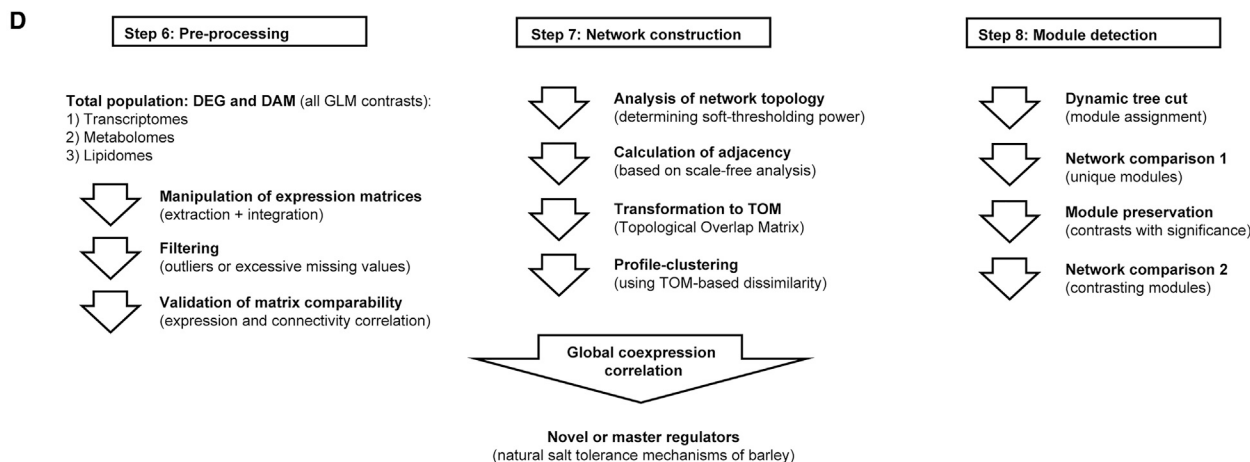 D
Step 6: Pre-processing
Total population: DEG and DAM (all GLM contrasts):
1) Transcriptomes
2) Metabolomes
3) Lipidomes
Manipulation of expression matrices
(extraction + integration)
Filtering
(outliers or excessive missing values)
Validation of matrix comparability
(expression and connectivity correlation)
Step 7: Network construction
Analysis of network topology
(determining soft-thresholding power)
Calculation of adjacency
(based on scale-free analysis)
Transformation to TOM
(Topological Overlap Matrix)
Profile-clustering
(using TOM-based dissimilarity)
Step 8: Module detection
Dynamic tree cut
(module assignment)
Network comparison 1
(unique modules)
Module preservation
(contrasts with significance)
Network comparison 2
(contrasting modules)
Global coexpression
correlation
Novel or master regulators
(natural salt tolerance mechanisms of barley)